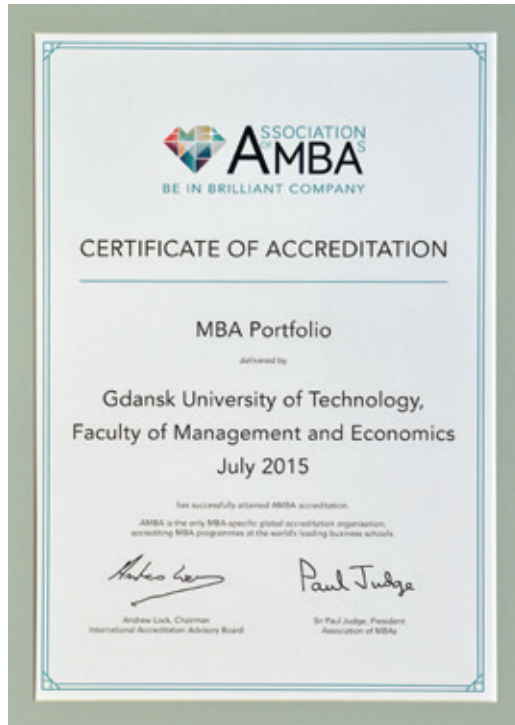 ASSOCIATION
OF
AMBAS
BE IN BRILLIANT COMPANY
CERTIFICATE OF ACCREDITATION
MBA Portfolio
delivered by
Gdansk University of Technology,
Faculty of Management and Economics
July 2015
has successfully attained AMBA accreditation.
AMBA is the only MBA-specific global accreditation organisation,
accrediting MBA programmes at the world's leading business schools.
Paul Judge
Andrew Lock, Chairman
International Accreditation Advisory Board
Sir Paul Judge, President
Association of MBAs